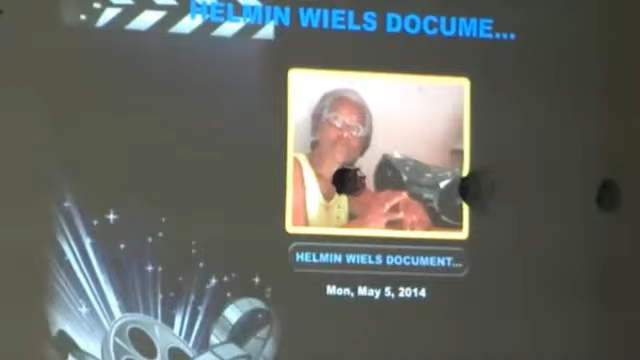 HELMIN WIELS DOCUME...
HELMIN WIELS DOCUMENT...
Mon, May 5, 2014